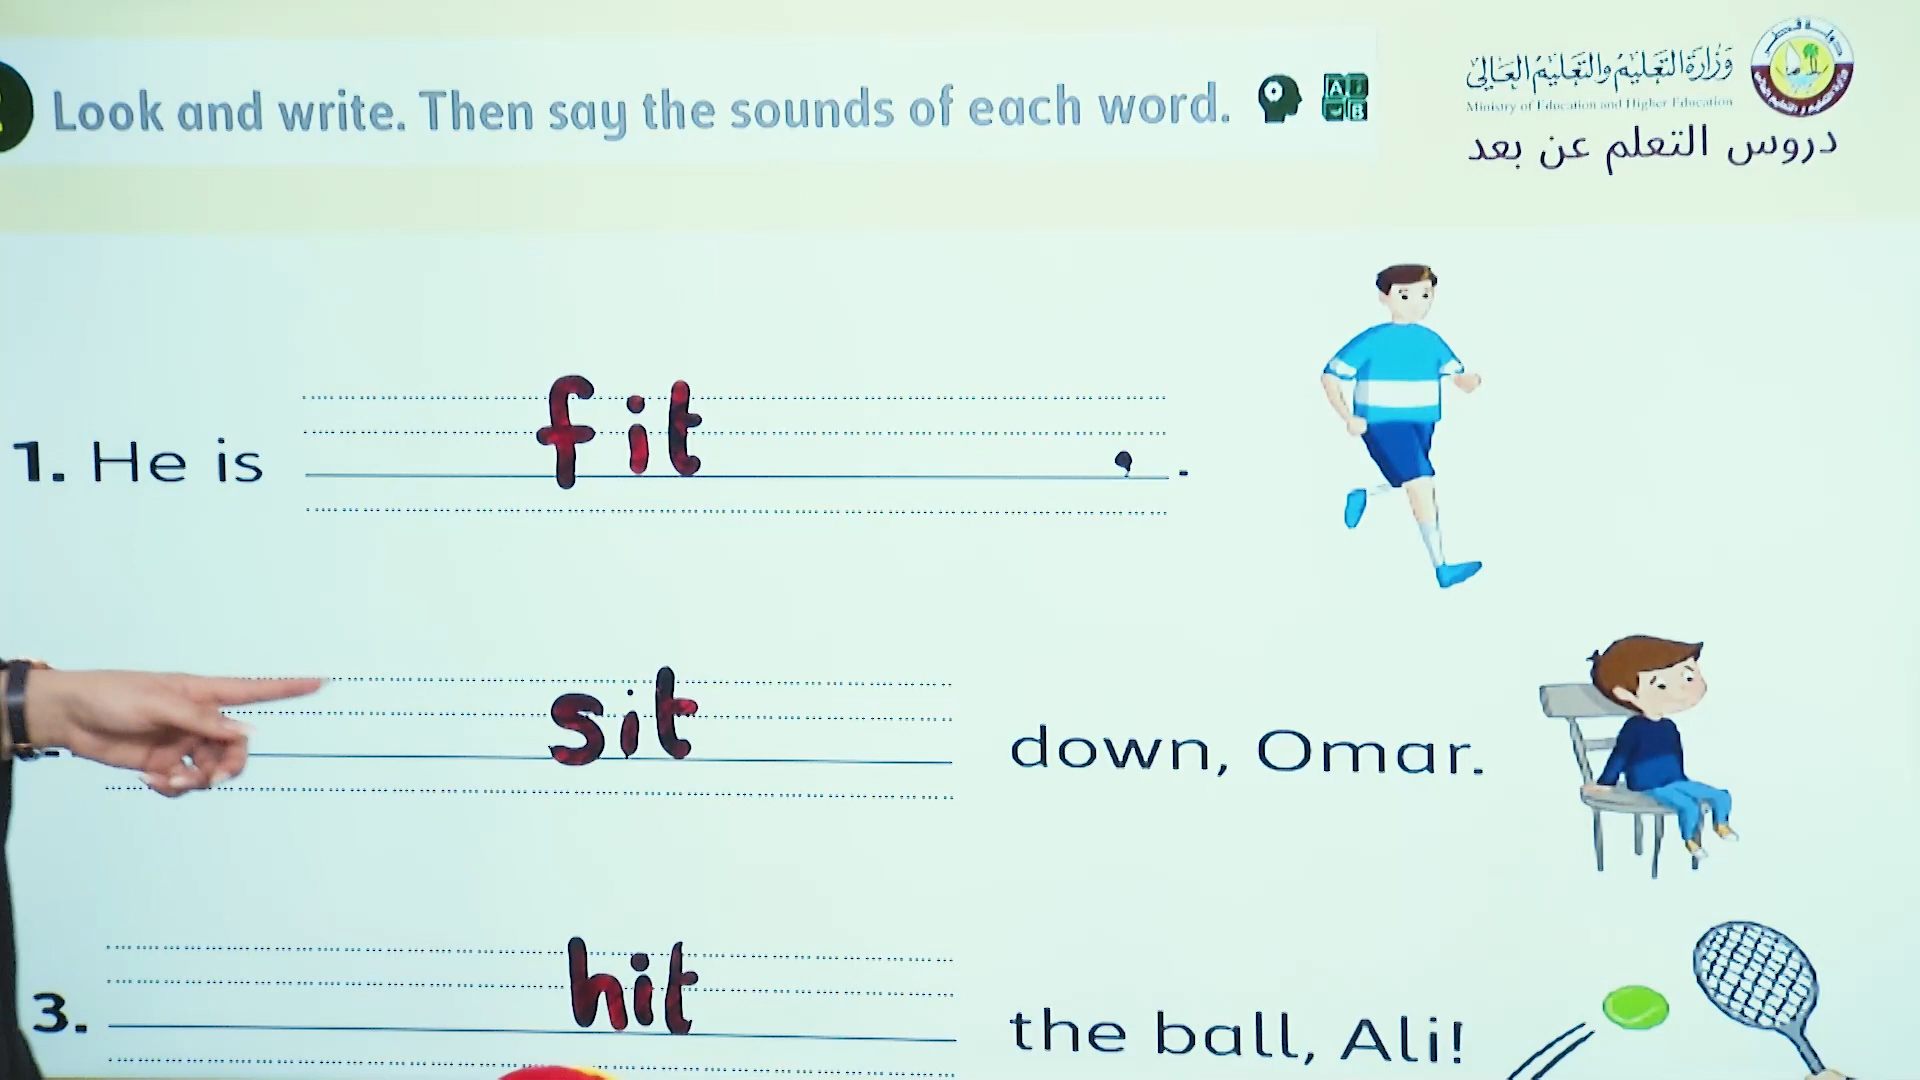 Look and write. Then say the sounds of each word.
A
B
وزارة التعليم والتعليم العالي
Ministry of Education and Higher Education
دروس التعلم عن بعد
1. He is fit .
sit down, Omar.
3. hit the ball, Ali!